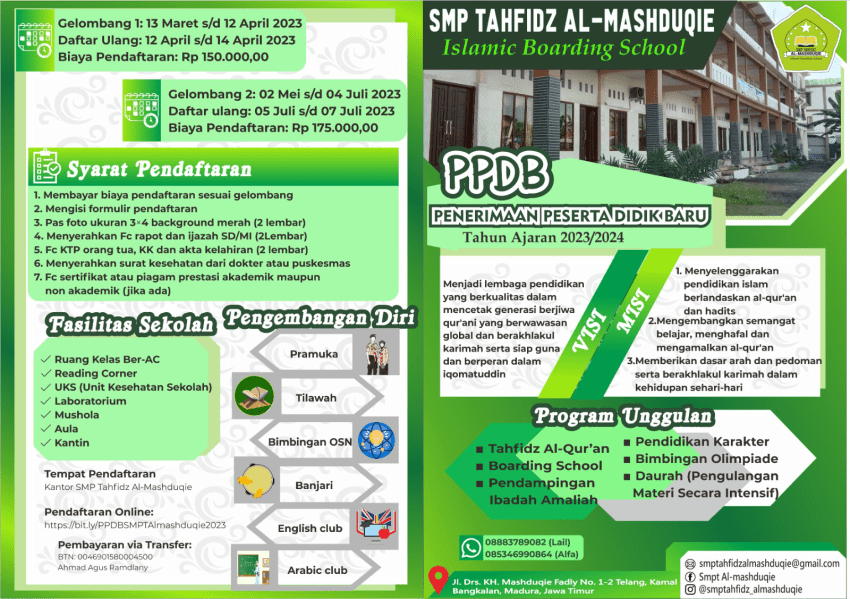 Gelombang 1: 13 Maret s/d 12 April 2023
Daftar Ulang: 12 April s/d 14 April 2023
Biaya Pendaftaran: Rp 150.000,00
Gelombang 2: 02 Mei s/d 04 Juli 2023
Daftar ulang: 05 Juli s/d 07 Juli 2023
Biaya Pendaftaran: Rp 175.000,00
Syarat Pendaftaran
1. Membayar biaya pendaftaran sesuai gelombang
2. Mengisi formulir pendaftaran
3. Pas foto ukuran 3×4 background merah (2 lembar)
4. Menyerahkan Fc rapot dan ijazah SD/MI (2Lembar)
5. Fc KTP orang tua, KK dan akta kelahiran (2 lembar)
6. Menyerahkan surat kesehatan dari dokter atau puskesmas
7. Fc sertifikat atau piagam prestasi akademik maupun
non akademik (jika ada)
Fasilitas Sekolah
Ruang Kelas Ber-AC
Reading Corner
UKS (Unit Kesehatan Sekolah)
Laboratorium
Mushola
Aula
Kantin
Tempat Pendaftaran
Kantor SMP Tahfidz Al-Mashduqie
Pendaftaran Online:
https://bit.ly/PPDBSMPTAlmashduqie2023
Pembayaran via Transfer:
BTN: 0046901580004500
Ahmad Agus Ramdlany
Pengembangan Diri
Pramuka
Tilawah
Bimbingan OSN
Banjari
English club
Arabic club
SMP TAHFIDZ AL-MASHDUQIE
Islamic Boarding School
AL-MASHDUQIE
PPDB
PENERIMAAN PESERTA DIDIK BARU
Tahun Ajaran 2023/2024
Menjadi lembaga pendidikan
yang berkualitas dalam
mencetak generasi berjiwa
qur'ani yang berwawasan
global dan berakhlakul
karimah serta siap guna
dan berperan dalam
iqomatuddin
VISI
MISI
1. Menyelenggarakan
pendidikan islam
berlandaskan al-qur'an
dan hadits
2.Mengembangkan semangat
belajar, menghafal dan
mengamalkan al-qur'an
3.Memberikan dasar arah dan pedoman
serta berakhlakul karimah dalam
kehidupan sehari-hari
Program Unggulan
Tahfidz Al-Qur'an
Boarding School
Pendampingan
Ibadah Amaliah
Pendidikan Karakter
Bimbingan Olimpiade
Daurah (Pengulangan
Materi Secara Intensif)
08883789082 (Lail)
085346990864 (Alfa)
Jl. Drs. KH. Mashduqie Fadly No. 1-2 Telang, Kamal
Bangkalan, Madura, Jawa Timur
smptahfidzalmashduqie@gmail.com
Smpt Al-mashduqie
@smptahfidz_almashduqie